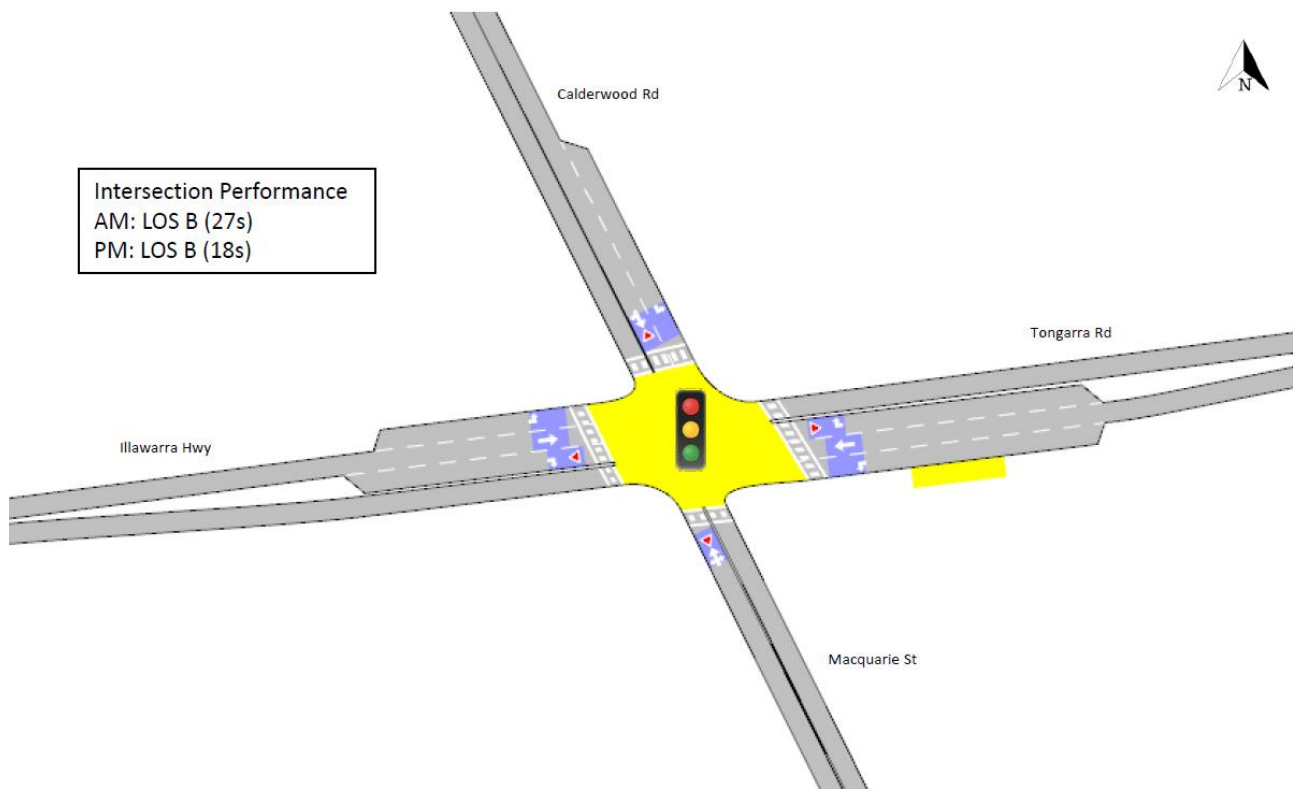 Calderwood Rd
N
Intersection Performance
AM: LOS B (27s)
PM: LOS B (18s)
Tongarra Rd
Illawarra Hwy
Macquarie St